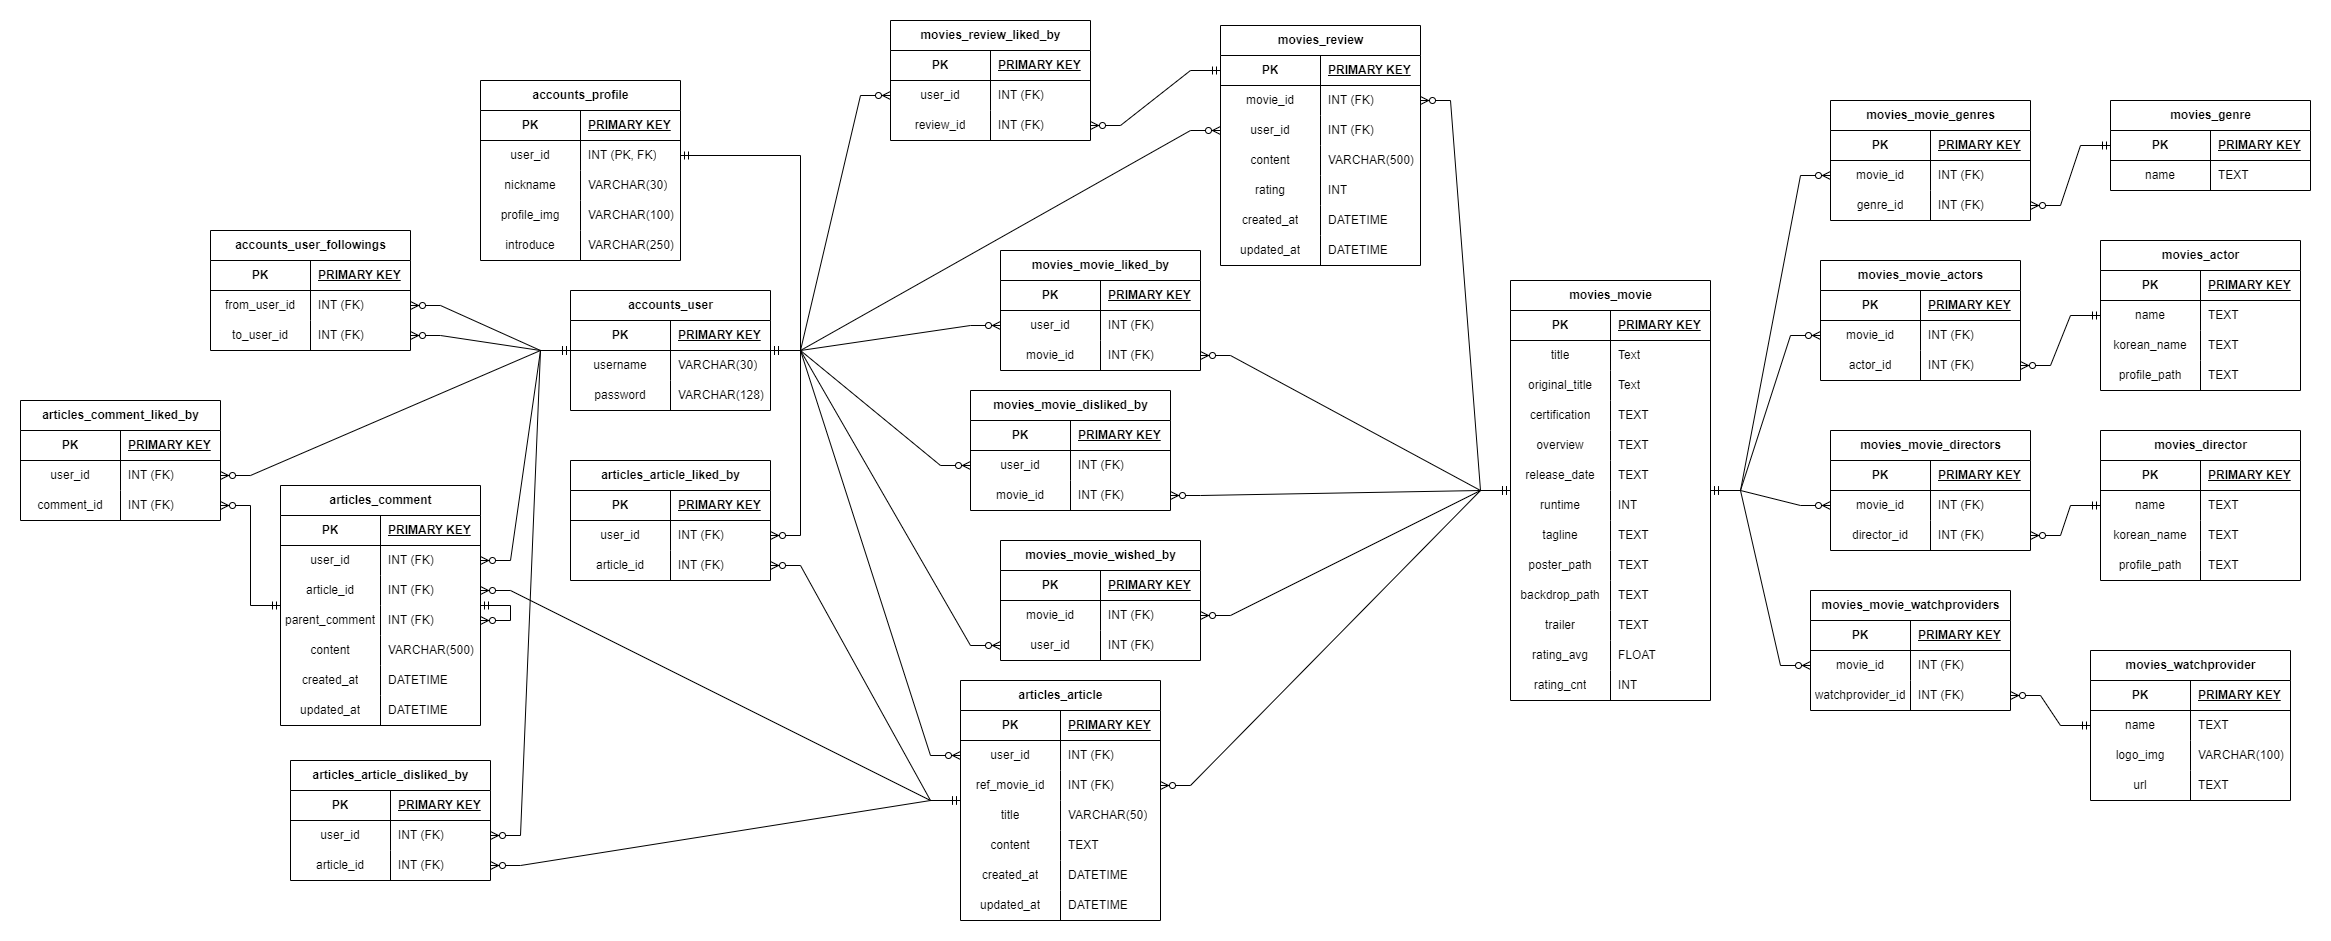 movies_review_liked_by
PK PRIMARY KEY
user_id INT (FK)
review_id INT (FK)
movies_review
PK PRIMARY KEY
movie_id INT (FK)
user_id INT (FK)
content VARCHAR(500)
rating INT
created_at DATETIME
updated_at DATETIME
accounts_profile
PK PRIMARY KEY
user_id INT (PK, FK)
nickname VARCHAR(30)
profile_img VARCHAR(100)
introduce VARCHAR(250)
movies_movie_genres
PK PRIMARY KEY
movie_id INT (FK)
genre_id INT (FK)
movies_genre
PK PRIMARY KEY
name TEXT
accounts_user_followings
PK PRIMARY KEY
from_user_id INT (FK)
to_user_id INT (FK)
accounts_user
PK PRIMARY KEY
username VARCHAR(30)
password VARCHAR(128)
movies_movie_liked_by
PK PRIMARY KEY
user_id INT (FK)
movie_id INT (FK)
movies_movie
PK PRIMARY KEY
title Text
original_title Text
certification TEXT
overview TEXT
release_date TEXT
runtime INT
tagline TEXT
poster_path TEXT
backdrop_path TEXT
trailer TEXT
rating_avg FLOAT
rating_cnt INT
movies_movie_actors
PK PRIMARY KEY
movie_id INT (FK)
actor_id INT (FK)
movies_actor
PK PRIMARY KEY
name TEXT
korean_name TEXT
profile_path TEXT
articles_comment_liked_by
PK PRIMARY KEY
user_id INT (FK)
comment_id INT (FK)
articles_comment
PK PRIMARY KEY
user_id INT (FK)
article_id INT (FK)
parent_comment INT (FK)
content VARCHAR(500)
created_at DATETIME
updated_at DATETIME
articles_article_liked_by
PK PRIMARY KEY
user_id INT (FK)
article_id INT (FK)
movies_movie_disliked_by
PK PRIMARY KEY
user_id INT (FK)
movie_id INT (FK)
movies_movie_directors
PK PRIMARY KEY
movie_id INT (FK)
director_id INT (FK)
movies_director
PK PRIMARY KEY
name TEXT
korean_name TEXT
profile_path TEXT
movies_movie_wished_by
PK PRIMARY KEY
movie_id INT (FK)
user_id INT (FK)
movies_movie_watchproviders
PK PRIMARY KEY
movie_id INT (FK)
watchprovider_id INT (FK)
movies_watchprovider
PK PRIMARY KEY
name TEXT
logo_img VARCHAR(100)
url TEXT
articles_article_disliked_by
PK PRIMARY KEY
user_id INT (FK)
article_id INT (FK)
articles_article
PK PRIMARY KEY
user_id INT (FK)
ref_movie_id INT (FK)
title VARCHAR(50)
content TEXT
created_at DATETIME
updated_at DATETIME